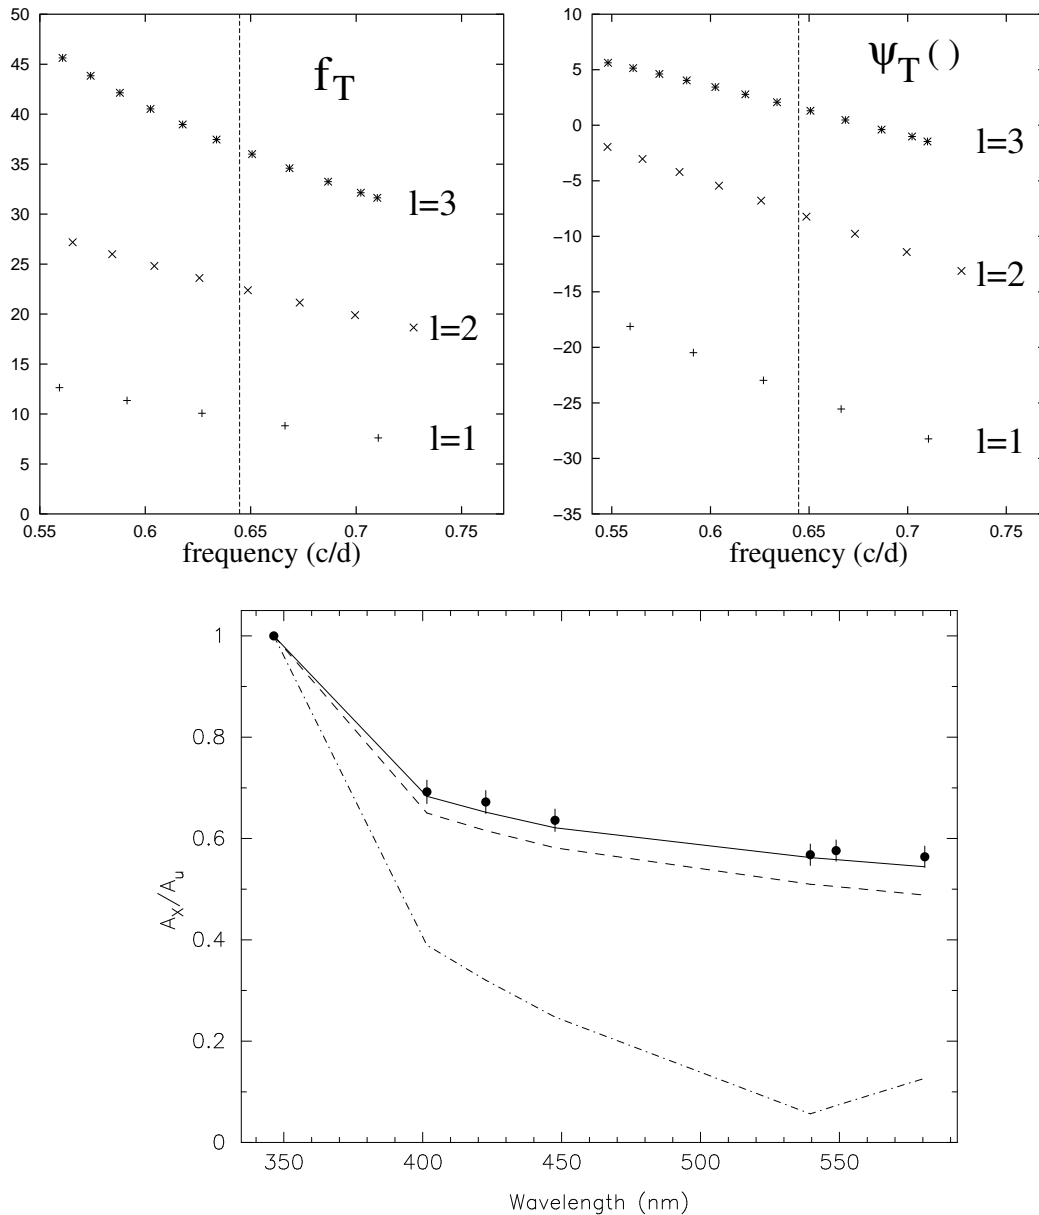 50
45
40
35
30
25
20
15
10
5
0
0.55 0.6 0.65 0.7 0.75
frequency (c/d)
f_T
l=3
l=2
l=1
10
5
0
−5
−10
−15
−20
−25
−30
−35
0.55 0.6 0.65 0.7 0.75
frequency (c/d)
ψ_T ( )
l=3
l=2
l=1
1
0.8
0.6
0.4
0.2
0
A_X/A_u
350 400 450 500 550
Wavelength (nm)